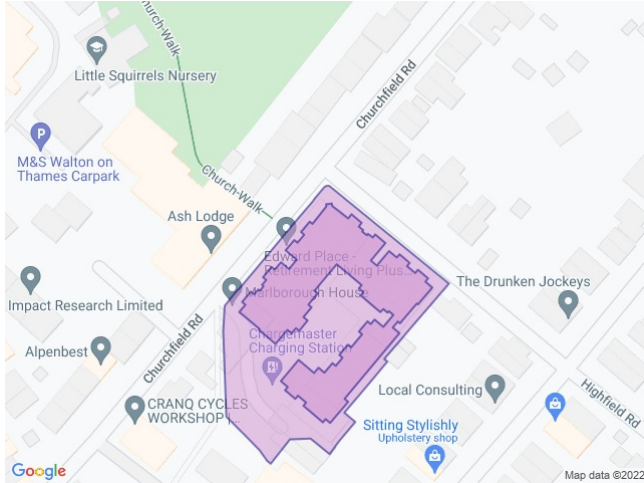 Church-Walk
Little Squirrels Nursery
Churchfield Rd
P
M&S Walton on
Thames Carpark
Church-Walk
Ash Lodge
Edward Place -
Retirement Living Plus...
Marlborough House
The Drunken Jockeys
Impact Research Limited
Chargemaster
Charging Station
Churchfield Rd
Alpenbest
Local Consulting
Highfield Rd
CRANQ CYCLES
WORKSHOP |...
Sitting Stylishly
Upholstery shop
Google
Map data ©2022